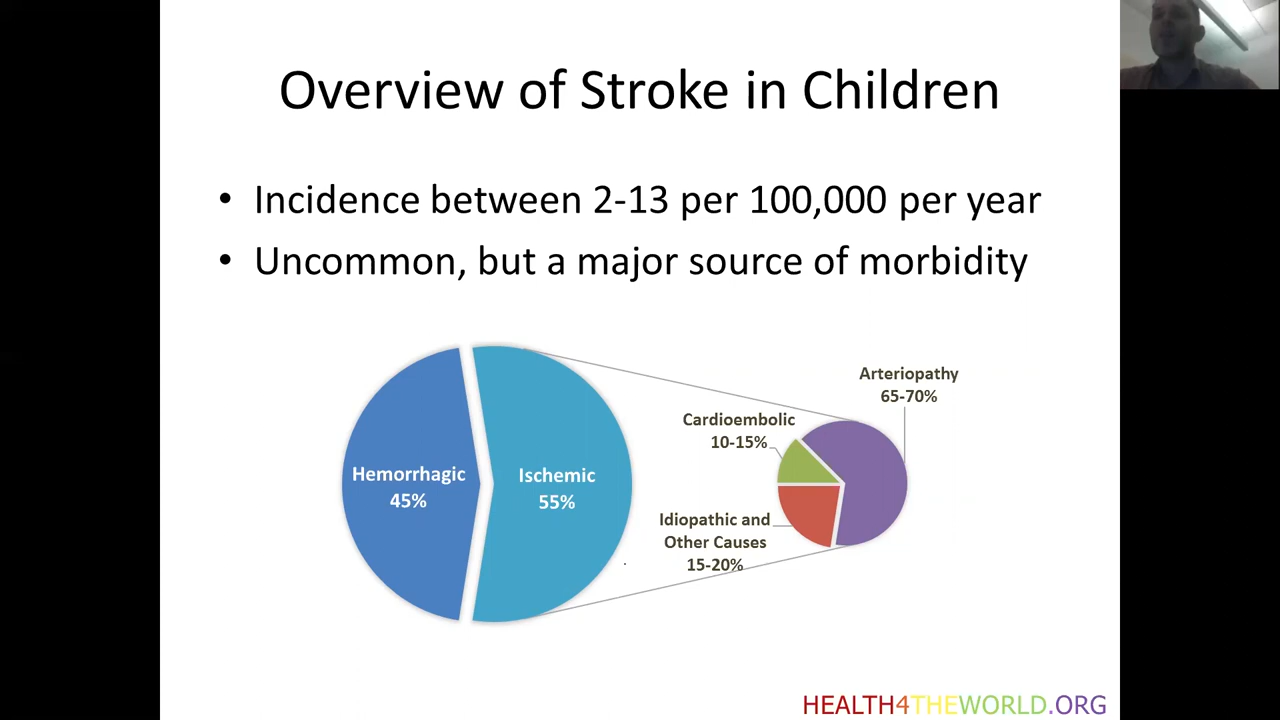 Overview of Stroke in Children
• Incidence between 2-13 per 100,000 per year
• Uncommon, but a major source of morbidity
Hemorrhagic
45%
Ischemic
55%
Cardioembolic
10-15%
Arteriopathy
65-70%
Idiopathic and
Other Causes
15-20%
HEALTH4THEWORLD.ORG